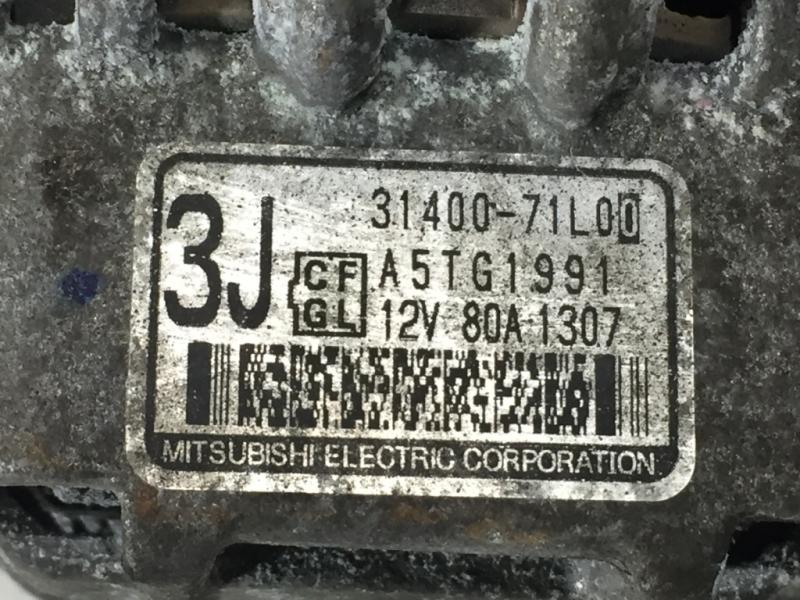 3J
31400-71L00
CF
GL
A5TG1991
12V 80A 1307
MITSUBISHI ELECTRIC CORPORATION